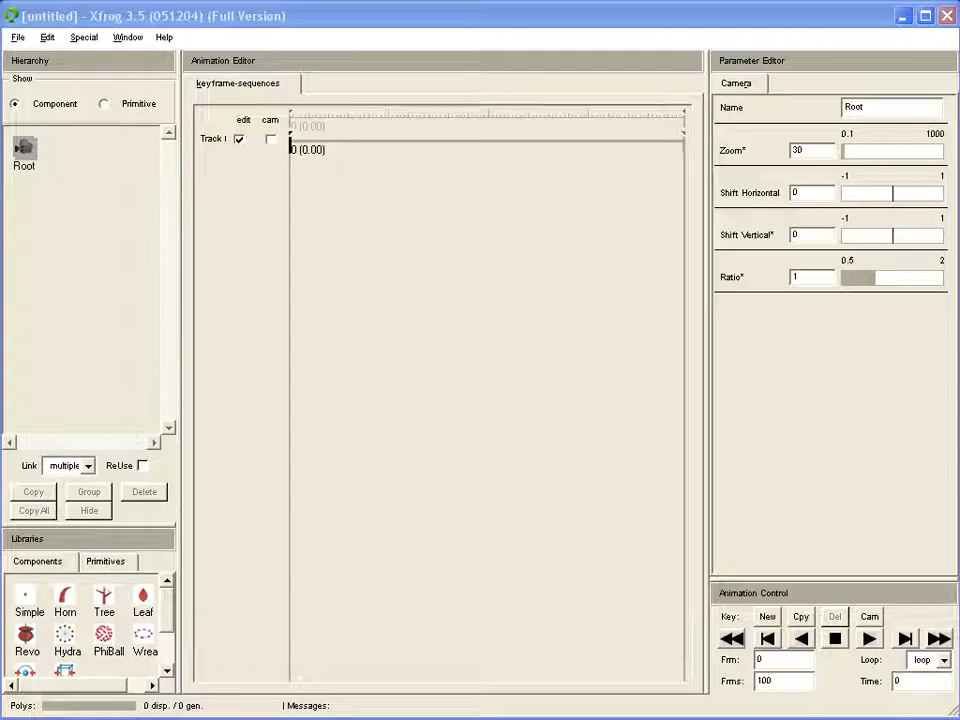 [untitled] - Xfrog 3.5 (051204) (Full Version)
File Edit Special Window Help
Hierarchy
Show
Component Primitive
Root
Link multiple ReUse
Copy Group Delete
Copy All Hide
Libraries
Components Primitives
Simple Horn Tree Leaf
Revo Hydra PhiBall Wrea
Animation Editor
keyframe-sequences
edit cam
0 (0.00)
Track I
0 (0.00)
Parameter Editor
Camera
Name Root
0.1 1000
Zoom* 30
-1 1
Shift Horizontal 0
-1 1
Shift Vertical* 0
0.5 2
Ratio* 1
Animation Control
Key: New Cpy Del Cam
Frm: 0 Loop: loop
Frms: 100 Time: 0
Polys: 0 disp. / 0 gen. Messages: